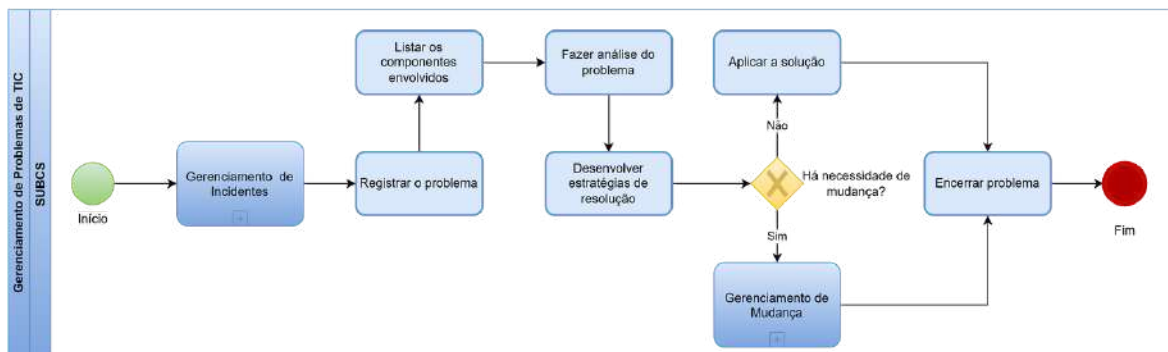 Gerenciamento de Problemas de TIC
SUBCS
Início
Gerenciamento de
Incidentes
Registrar o problema
Listar os
componentes
envolvidos
Fazer análise do
problema
Desenvolver
estratégias de
resolução
Há necessidade de
mudança?
Não
Aplicar a solução
Sim
Gerenciamento de
Mudança
Encerrar problema
Fim